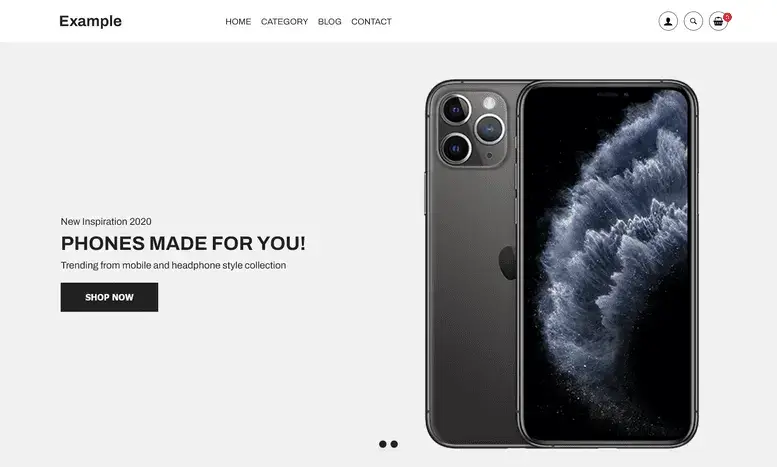 Example
HOME CATEGORY BLOG CONTACT
New Inspiration 2020
PHONES MADE FOR YOU!
Trending from mobile and headphone style collection
SHOP NOW